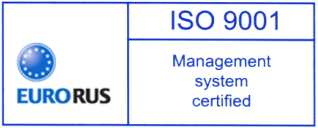 EURORUS
ISO 9001
Management
system
certified